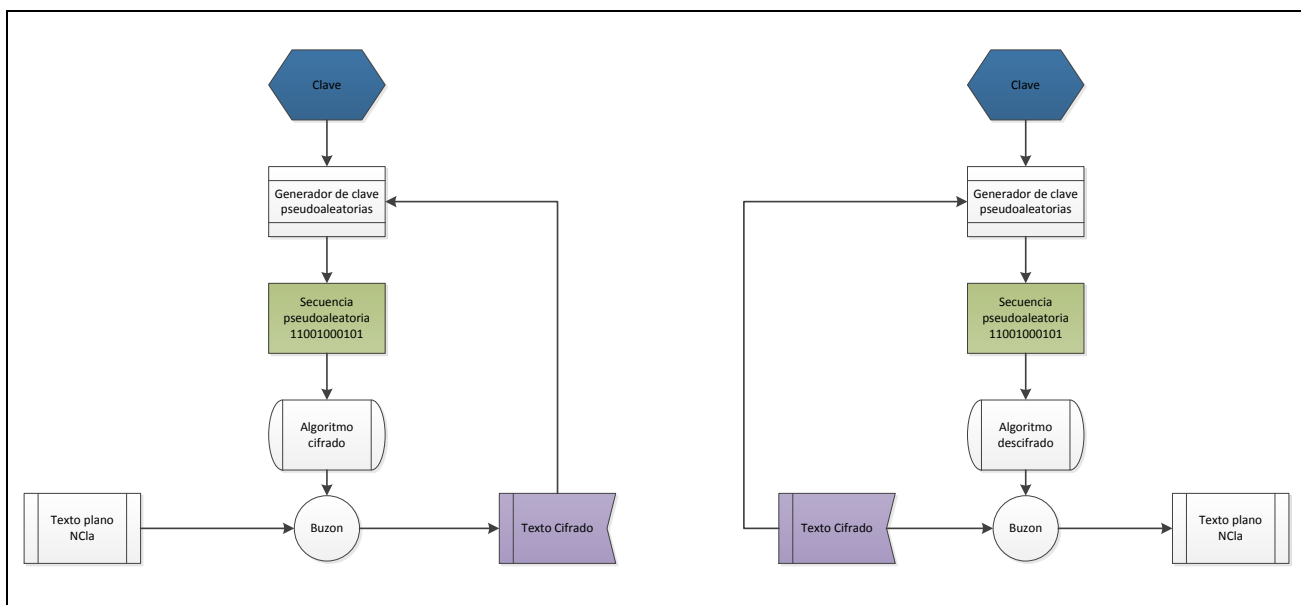 Clave
Generador de clave
pseudoaleatorias
Secuencia
pseudoaleatoria
11001000101
Algoritmo
cifrado
Texto plano
NCla
Buzon
Texto Cifrado
Clave
Generador de clave
pseudoaleatorias
Secuencia
pseudoaleatoria
11001000101
Algoritmo
descifrado
Texto Cifrado
Buzon
Texto plano
NCla